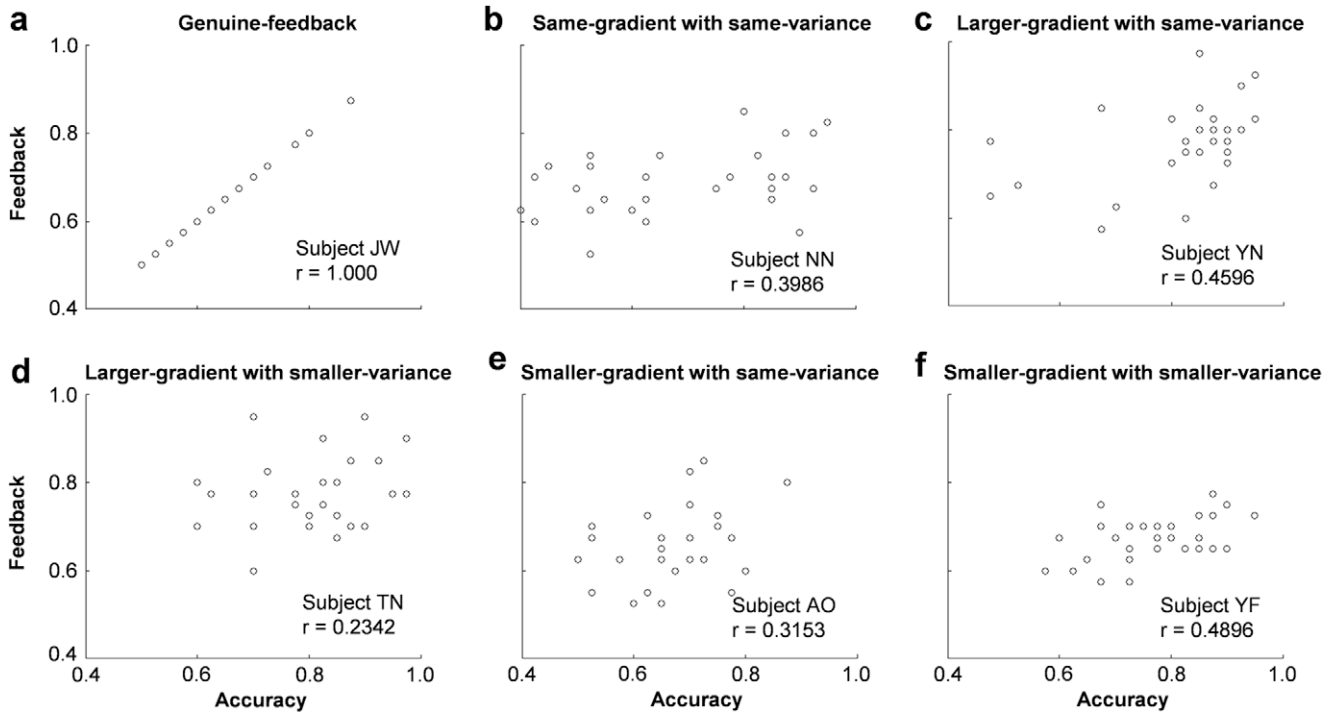 a
Genuine-feedback
b
Same-gradient with same-variance
c
Larger-gradient with same-variance
1.0
0.8
0.6
0.4
Feedback
Subject JW
r = 1.000
Subject NN
r = 0.3986
Subject YN
r = 0.4596
d
Larger-gradient with smaller-variance
e
Smaller-gradient with same-variance
f
Smaller-gradient with smaller-variance
1.0
0.8
0.6
0.4
Feedback
Subject TN
r = 0.2342
Subject AO
r = 0.3153
Subject YF
r = 0.4896
0.4 0.6 0.8 1.0
Accuracy
0.4 0.6 0.8 1.0
Accuracy
0.4 0.6 0.8 1.0
Accuracy